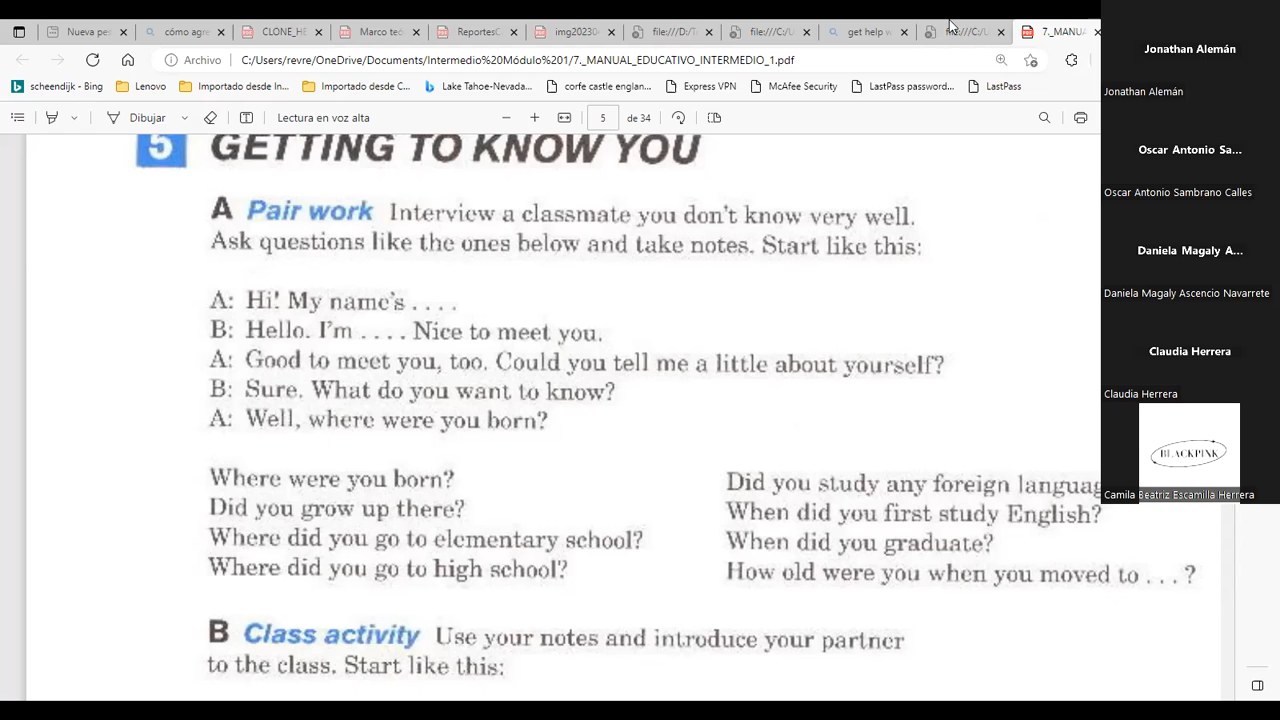 Nueva pe
cómo agre
CLONE_HE
Marco te
ReportesC
img20230
file:///D:/T
file:///C:/U
get help w
file:///C:/U
7._MANUA
Archivo
C:/Users/revre/OneDrive/Documents/Intermedio%20Módulo%201/7._MANUAL_EDUCATIVO_INTERMEDIO_1.pdf
scheendijk - Bing
Lenovo
Importado desde In...
Importado desde C...
Lake Tahoe-Nevada...
corfe castle englan...
Express VPN
McAfee Security
LastPass password...
LastPass
Dibujar
Lectura en voz alta
5
de 34
5 GETTING TO KNOW YOU
A Pair work Interview a classmate you don't know very well.
Ask questions like the ones below and take notes. Start like this:
A: Hi! My name's . . . .
B: Hello. I'm . . . . Nice to meet you.
A: Good to meet you, too. Could you tell me a little about yourself?
B: Sure. What do you want to know?
A: Well, where were you born?
Where were you born?
Did you grow up there?
Where did you go to elementary school?
Where did you go to high school?
Did you study any foreign languag
When did you first study English?
When did you graduate?
How old were you when you moved to . . . ?
B Class activity Use your notes and introduce your partner
to the class. Start like this:
Jonathan Alemán
Jonathan Alemán
Oscar Antonio Sa...
Oscar Antonio Sambrano Calles
Daniela Magaly A...
Daniela Magaly Ascencio Navarrete
Claudia Herrera
Claudia Herrera
BLACKPINK
Camila Beatriz Escamilla Herrera